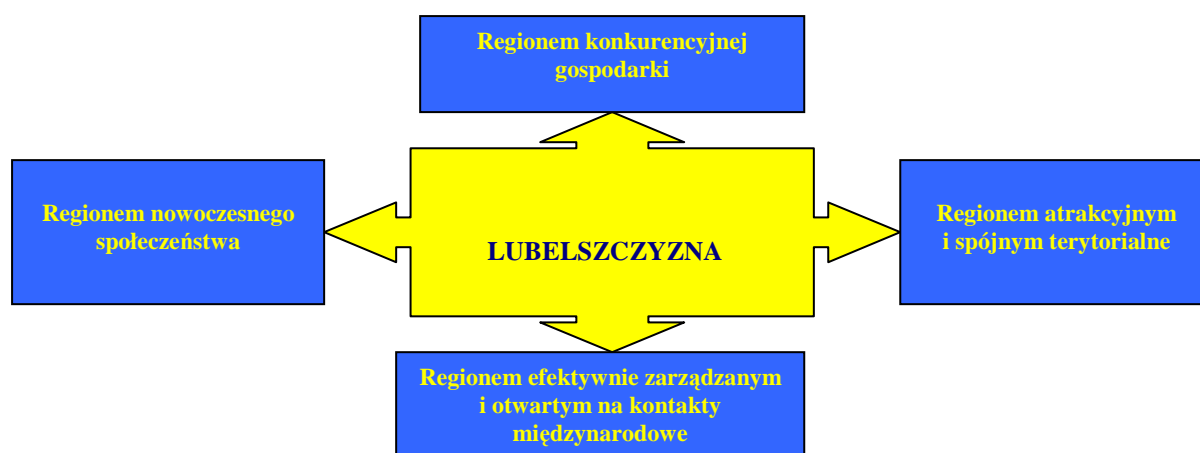 Regionem konkurencyjnej
gospodarki
Regionem nowoczesnego
społeczeństwa
LUBELSZCZYZNA
Regionem atrakcyjnym
i spójnym terytorialne
Regionem efektywnie zarządzanym
i otwartym na kontakty
międzynarodowe